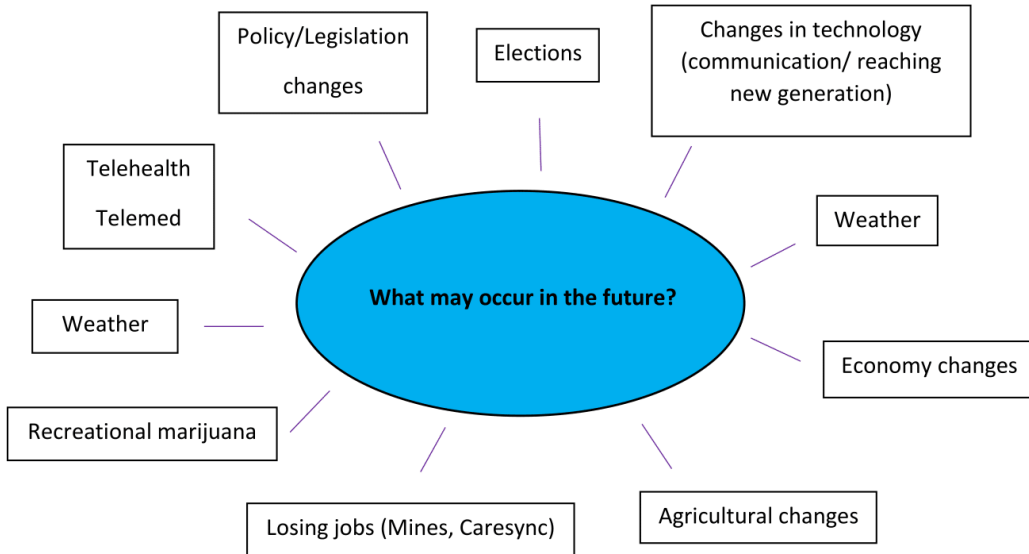 Policy/Legislation
changes
Elections
Changes in technology
(communication/ reaching
new generation)
Telehealth
Telemed
Weather
What may occur in the future?
Weather
Economy changes
Recreational marijuana
Losing jobs (Mines, Caresync)
Agricultural changes